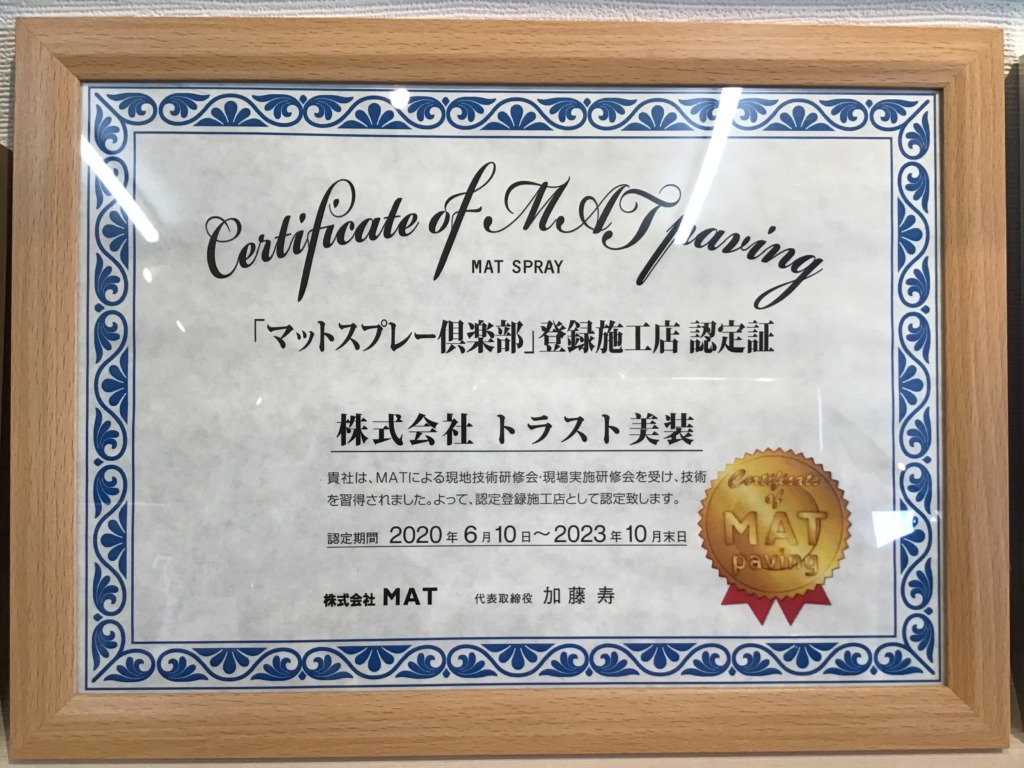 Certificate of MAT paving
MAT SPRAY
「マットスプレー倶楽部」登録施工店 認定証
株式会社 トラスト美装
貴社は、MATによる現地技術研修会・現場実施研修会を受け、技術
を習得されました。よって、認定登録施工店として認定致します。
認定期間 2020年6月10日～2023年10月末日
株式会社 MAT 代表取締役 加藤 寿
Certificate
of
MAT
paving